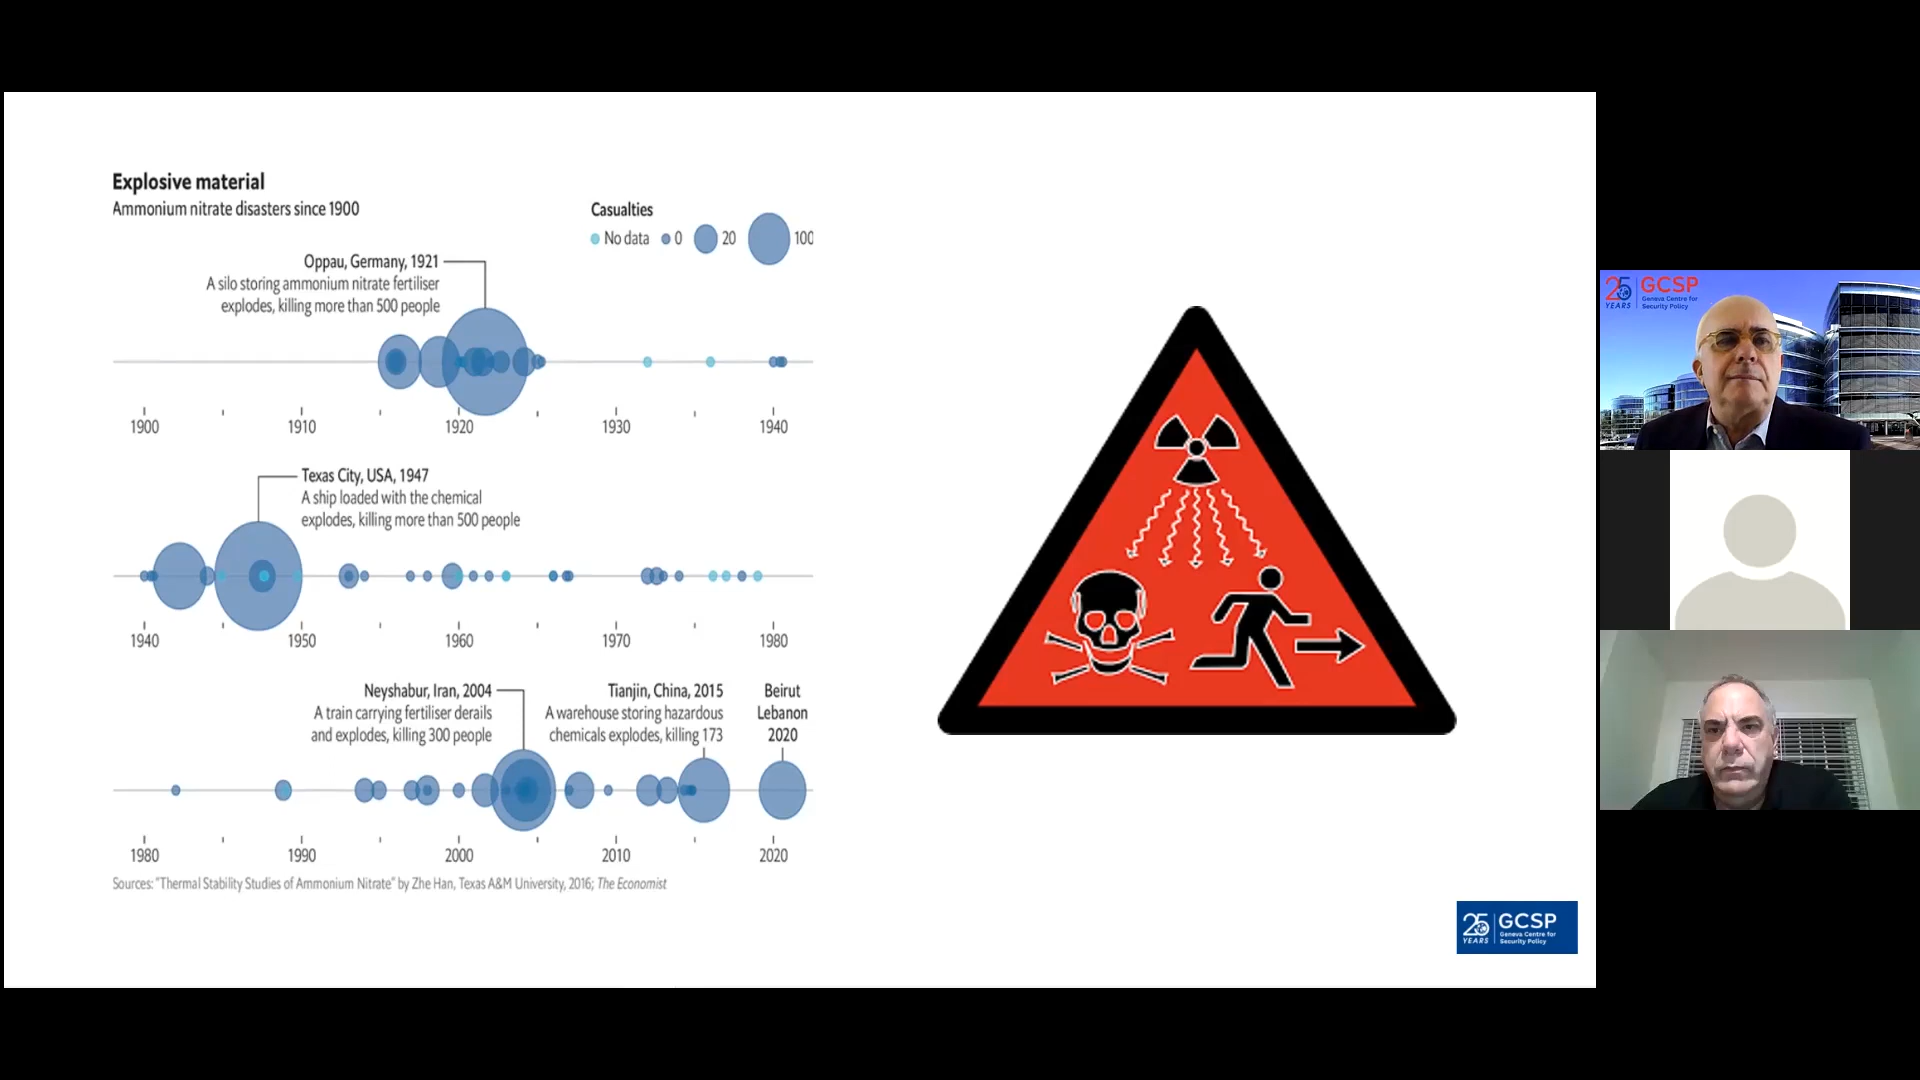 Explosive material
Ammonium nitrate disasters since 1900
Casualties
No data 0 20 100
Oppau, Germany, 1921
A silo storing ammonium nitrate fertiliser
explodes, killing more than 500 people
1900 1910 1920 1930 1940
Texas City, USA, 1947
A ship loaded with the chemical
explodes, killing more than 500 people
1940 1950 1960 1970 1980
Neyshabur, Iran, 2004
A train carrying fertiliser derails
and explodes, killing 300 people
Tianjin, China, 2015
A warehouse storing hazardous
chemicals explodes, killing 173
Beirut
Lebanon
2020
1980 1990 2000 2010 2020
Sources: "Thermal Stability Studies of Ammonium Nitrate" by Zhe Han, Texas A&M University, 2016; The Economist
25 YEARS
GCSP
Geneva Centre for
Security Policy
25 YEARS
GCSP
Geneva Centre for
Security Policy